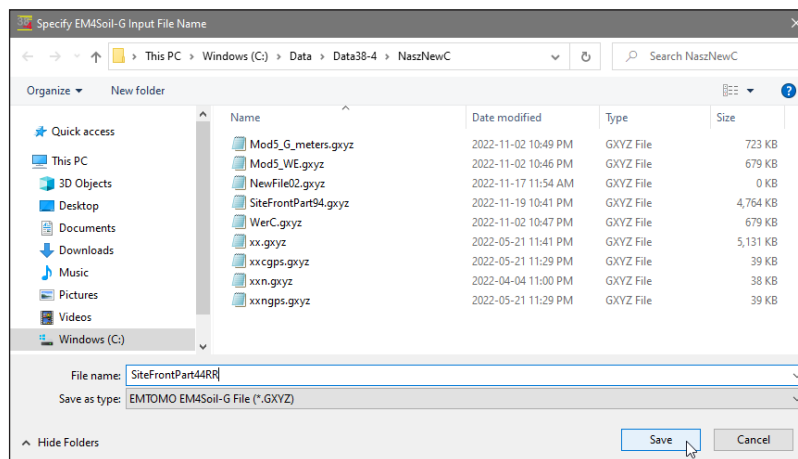 Specify EM4Soil-G Input File Name
This PC > Windows (C:) > Data > Data38-4 > NaszNewC
Search NaszNewC
Organize New folder
Name Date modified Type Size
Quick access
This PC
3D Objects
Desktop
Documents
Downloads
Music
Pictures
Videos
Windows (C:)
Mod5_G_meters.gxyz 2022-11-02 10:49 PM GXYZ File 723 KB
Mod5_WE.gxyz 2022-11-02 10:46 PM GXYZ File 679 KB
NewFile02.gxyz 2022-11-17 11:54 AM GXYZ File 0 KB
SiteFrontPart94.gxyz 2022-11-19 10:41 PM GXYZ File 4,764 KB
WerC.gxyz 2022-11-02 10:47 PM GXYZ File 679 KB
xx.gxyz 2022-05-21 11:41 PM GXYZ File 5,131 KB
xxcgps.gxyz 2022-05-21 11:29 PM GXYZ File 39 KB
xxn.gxyz 2022-04-04 11:00 PM GXYZ File 38 KB
xxngps.gxyz 2022-05-21 11:29 PM GXYZ File 39 KB
File name: SiteFrontPart44RR
Save as type: EMTOMO EM4Soil-G File (*.GXYZ)
Hide Folders
Save Cancel